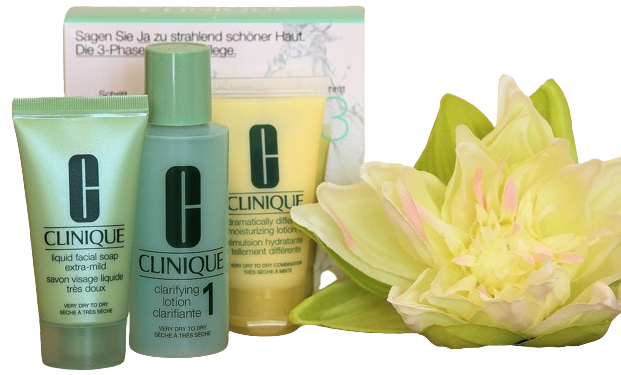 CLINIQUE
Sagen Sie Ja zu strahlend schöner Haut.
Die 3-Phasen
3
C
CLINIQUE
liquid facial soap
extra-mild
savon visage liquide
très doux
VERY DRY TO DRY
SÈCHE À TRÈS SÈCHE
C
CLINIQUE
clarifying
lotion 1
clarifiante
VERY DRY TO DRY
SÈCHE À TRÈS SÈCHE
C
CLINIQUE
dramatically
moisturizing lotion
émulsion hydratante
tellement différente
VERY DRY TO DRY COMBINATION
TRÈS SÈCHE À MIXTE